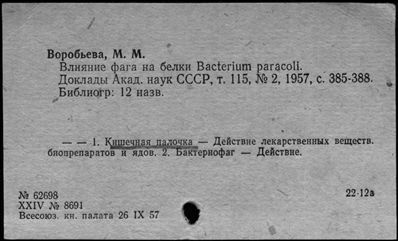 Воробьева, М. М.
Влияние фага на белки Bacterium paracoli.
Доклады Акад. наук СССР, т. 115, № 2, 1957, с. 385-388.
Библиогр: 12 назв.
— — 1. Кишечная палочка — Действие лекарственных веществ.
биопрепаратов и ядов. 2. Бактериофаг — Действие.
№ 62698
22-12а
XXIV № 8691
Всесоюз. кн. палата 26 IX 57